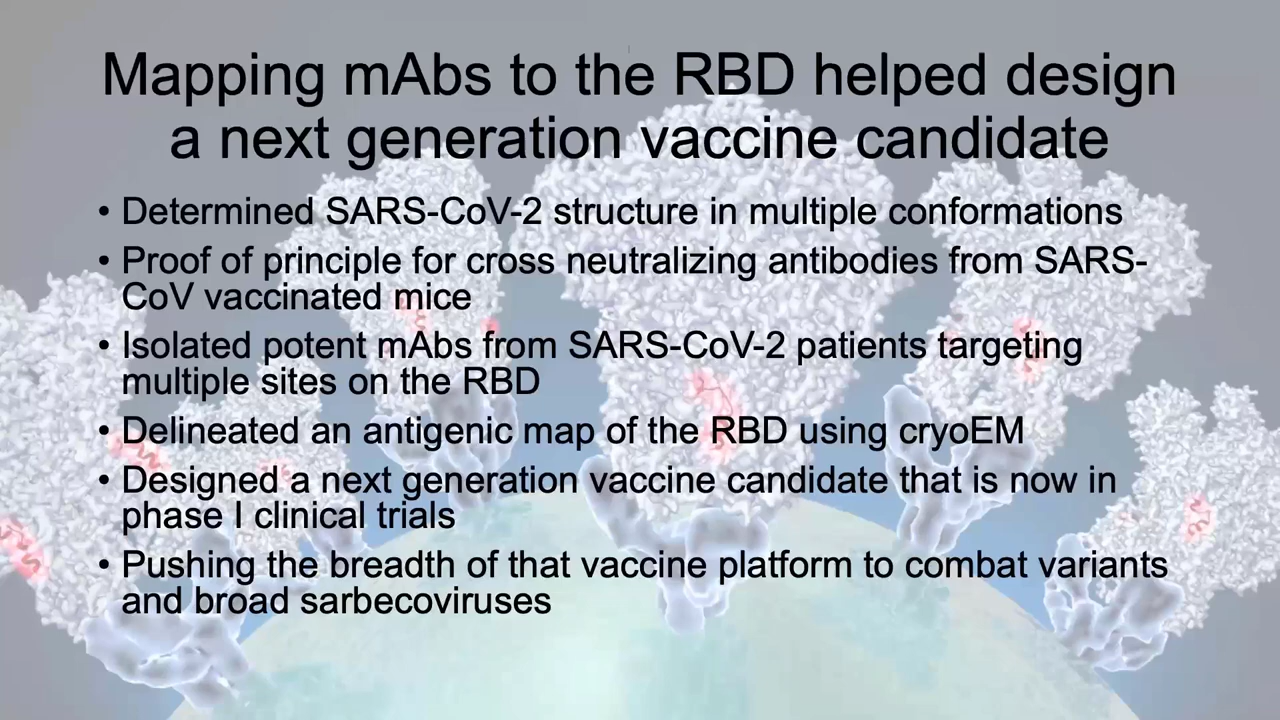 Mapping mAbs to the RBD helped design
a next generation vaccine candidate
• Determined SARS-CoV-2 structure in multiple conformations
• Proof of principle for cross neutralizing antibodies from SARS-
CoV vaccinated mice
• Isolated potent mAbs from SARS-CoV-2 patients targeting
multiple sites on the RBD
• Delineated an antigenic map of the RBD using cryoEM
• Designed a next generation vaccine candidate that is now in
phase I clinical trials
• Pushing the breadth of that vaccine platform to combat variants
and broad sarbecoviruses